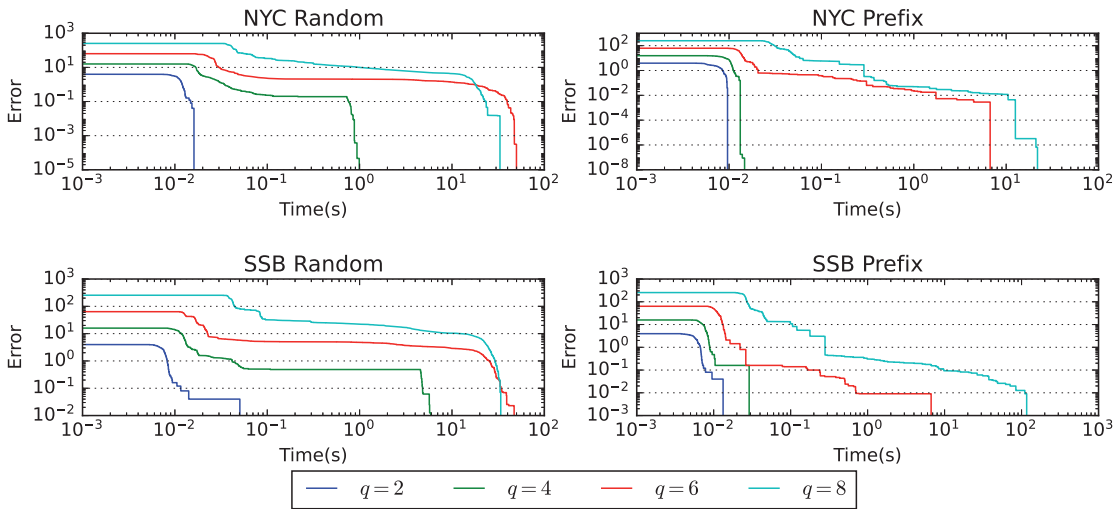 NYC Random
NYC Prefix
Error
10^3
10^1
10^-1
10^-3
10^-5
10^-3 10^-2 10^-1 10^0 10^1 10^2
Time(s)
Error
10^2
10^0
10^-2
10^-4
10^-6
10^-8
10^-3 10^-2 10^-1 10^0 10^1 10^2
Time(s)
SSB Random
SSB Prefix
Error
10^3
10^2
10^1
10^0
10^-1
10^-2
10^-3 10^-2 10^-1 10^0 10^1 10^2
Time(s)
Error
10^3
10^2
10^1
10^0
10^-1
10^-2
10^-3
10^-2 10^-1 10^0 10^1 10^2 10^3
Time(s)
q = 2 q = 4 q = 6 q = 8